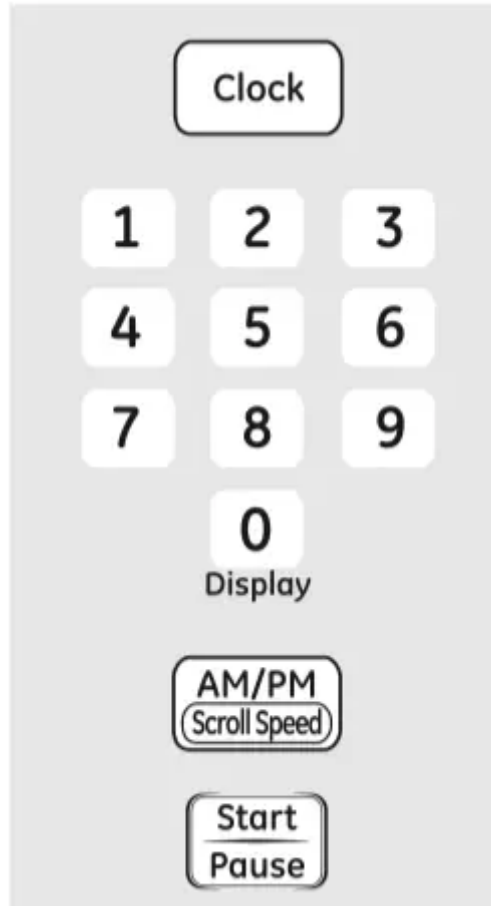 Clock
1 2 3
4 5 6
7 8 9
0
Display
AM/PM
Scroll Speed
Start
Pause